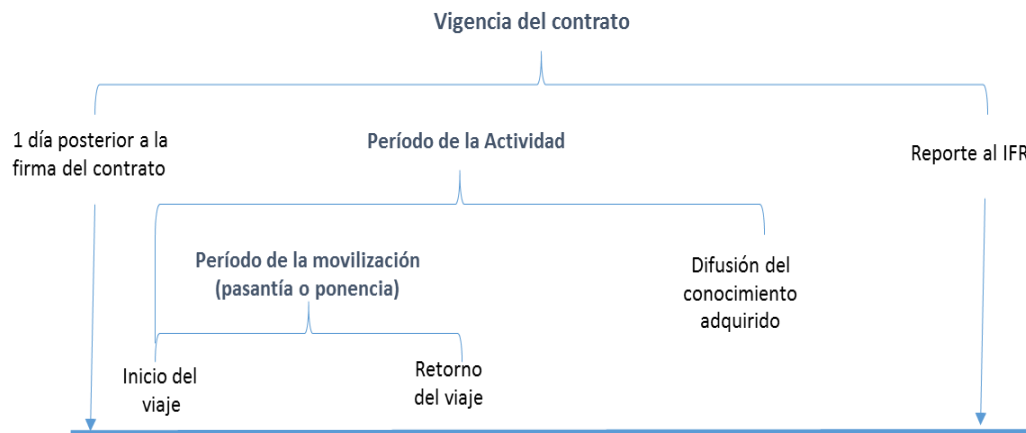 Vigencia del contrato
1 día posterior a la
firma del contrato
Período de la Actividad
Reporte al IFR
Período de la movilización
(pasantía o ponencia)
Difusión del
conocimiento
adquirido
Inicio del
viaje
Retorno
del viaje